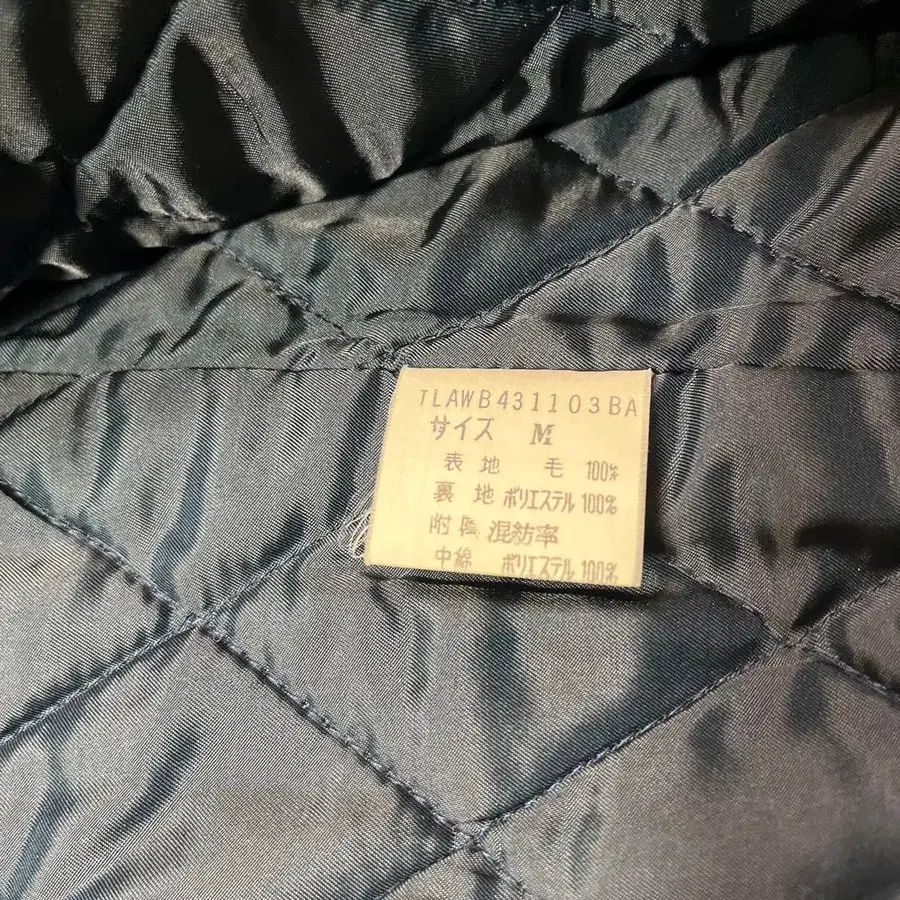 TLAWB431103BA
サイズ M
表地 毛 100%
裏地 ポリエステル 100%
附 混紡率
中綿 ポリエステル 100%